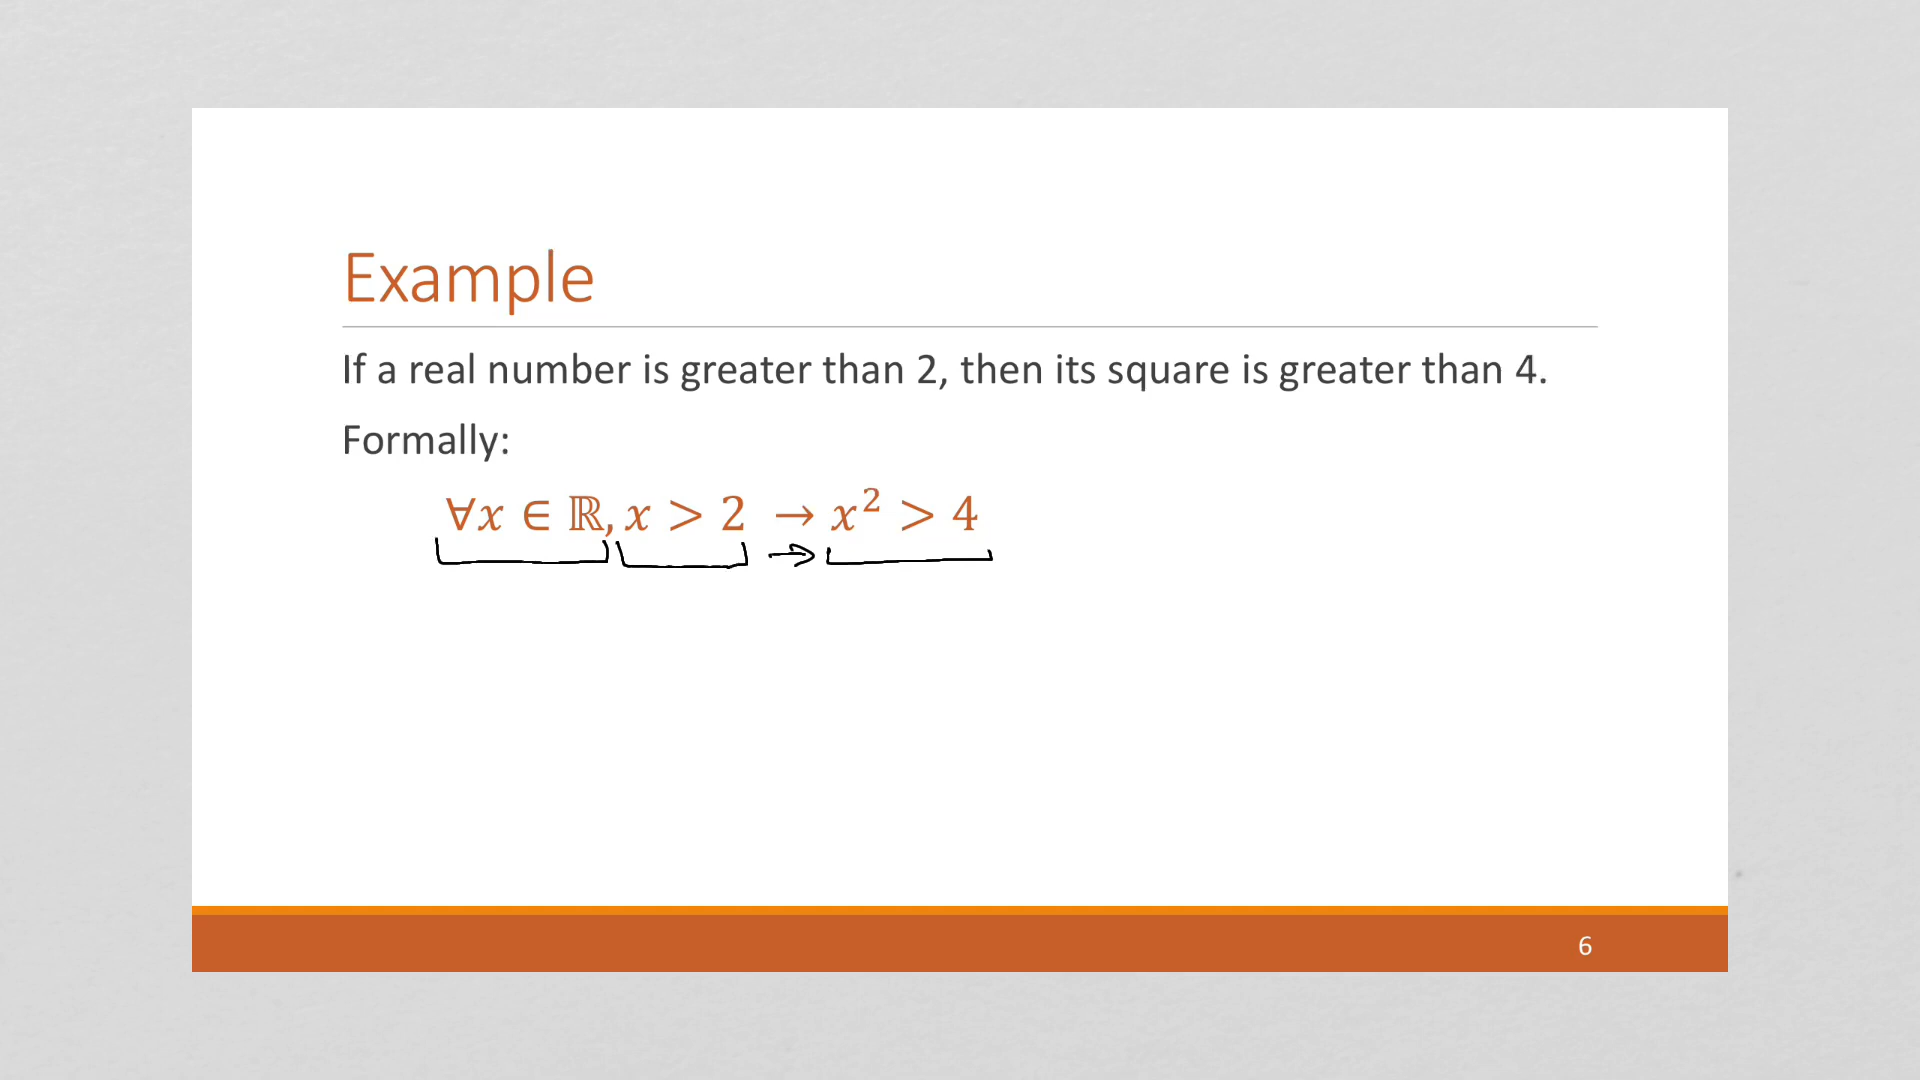 Example
If a real number is greater than 2, then its square is greater than 4.
Formally:
∀x ∈ ℝ, x > 2 → x² > 4
→
6